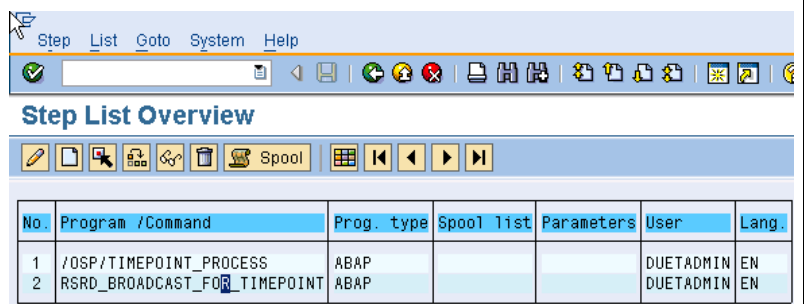 Step List Goto System Help
Step List Overview
Spool
No. Program /Command Prog. type Spool list Parameters User Lang.
1 /OSP/TIMEPOINT_PROCESS ABAP DUETADMIN EN
2 RSRD_BROADCAST_FOR_TIMEPOINT ABAP DUETADMIN EN